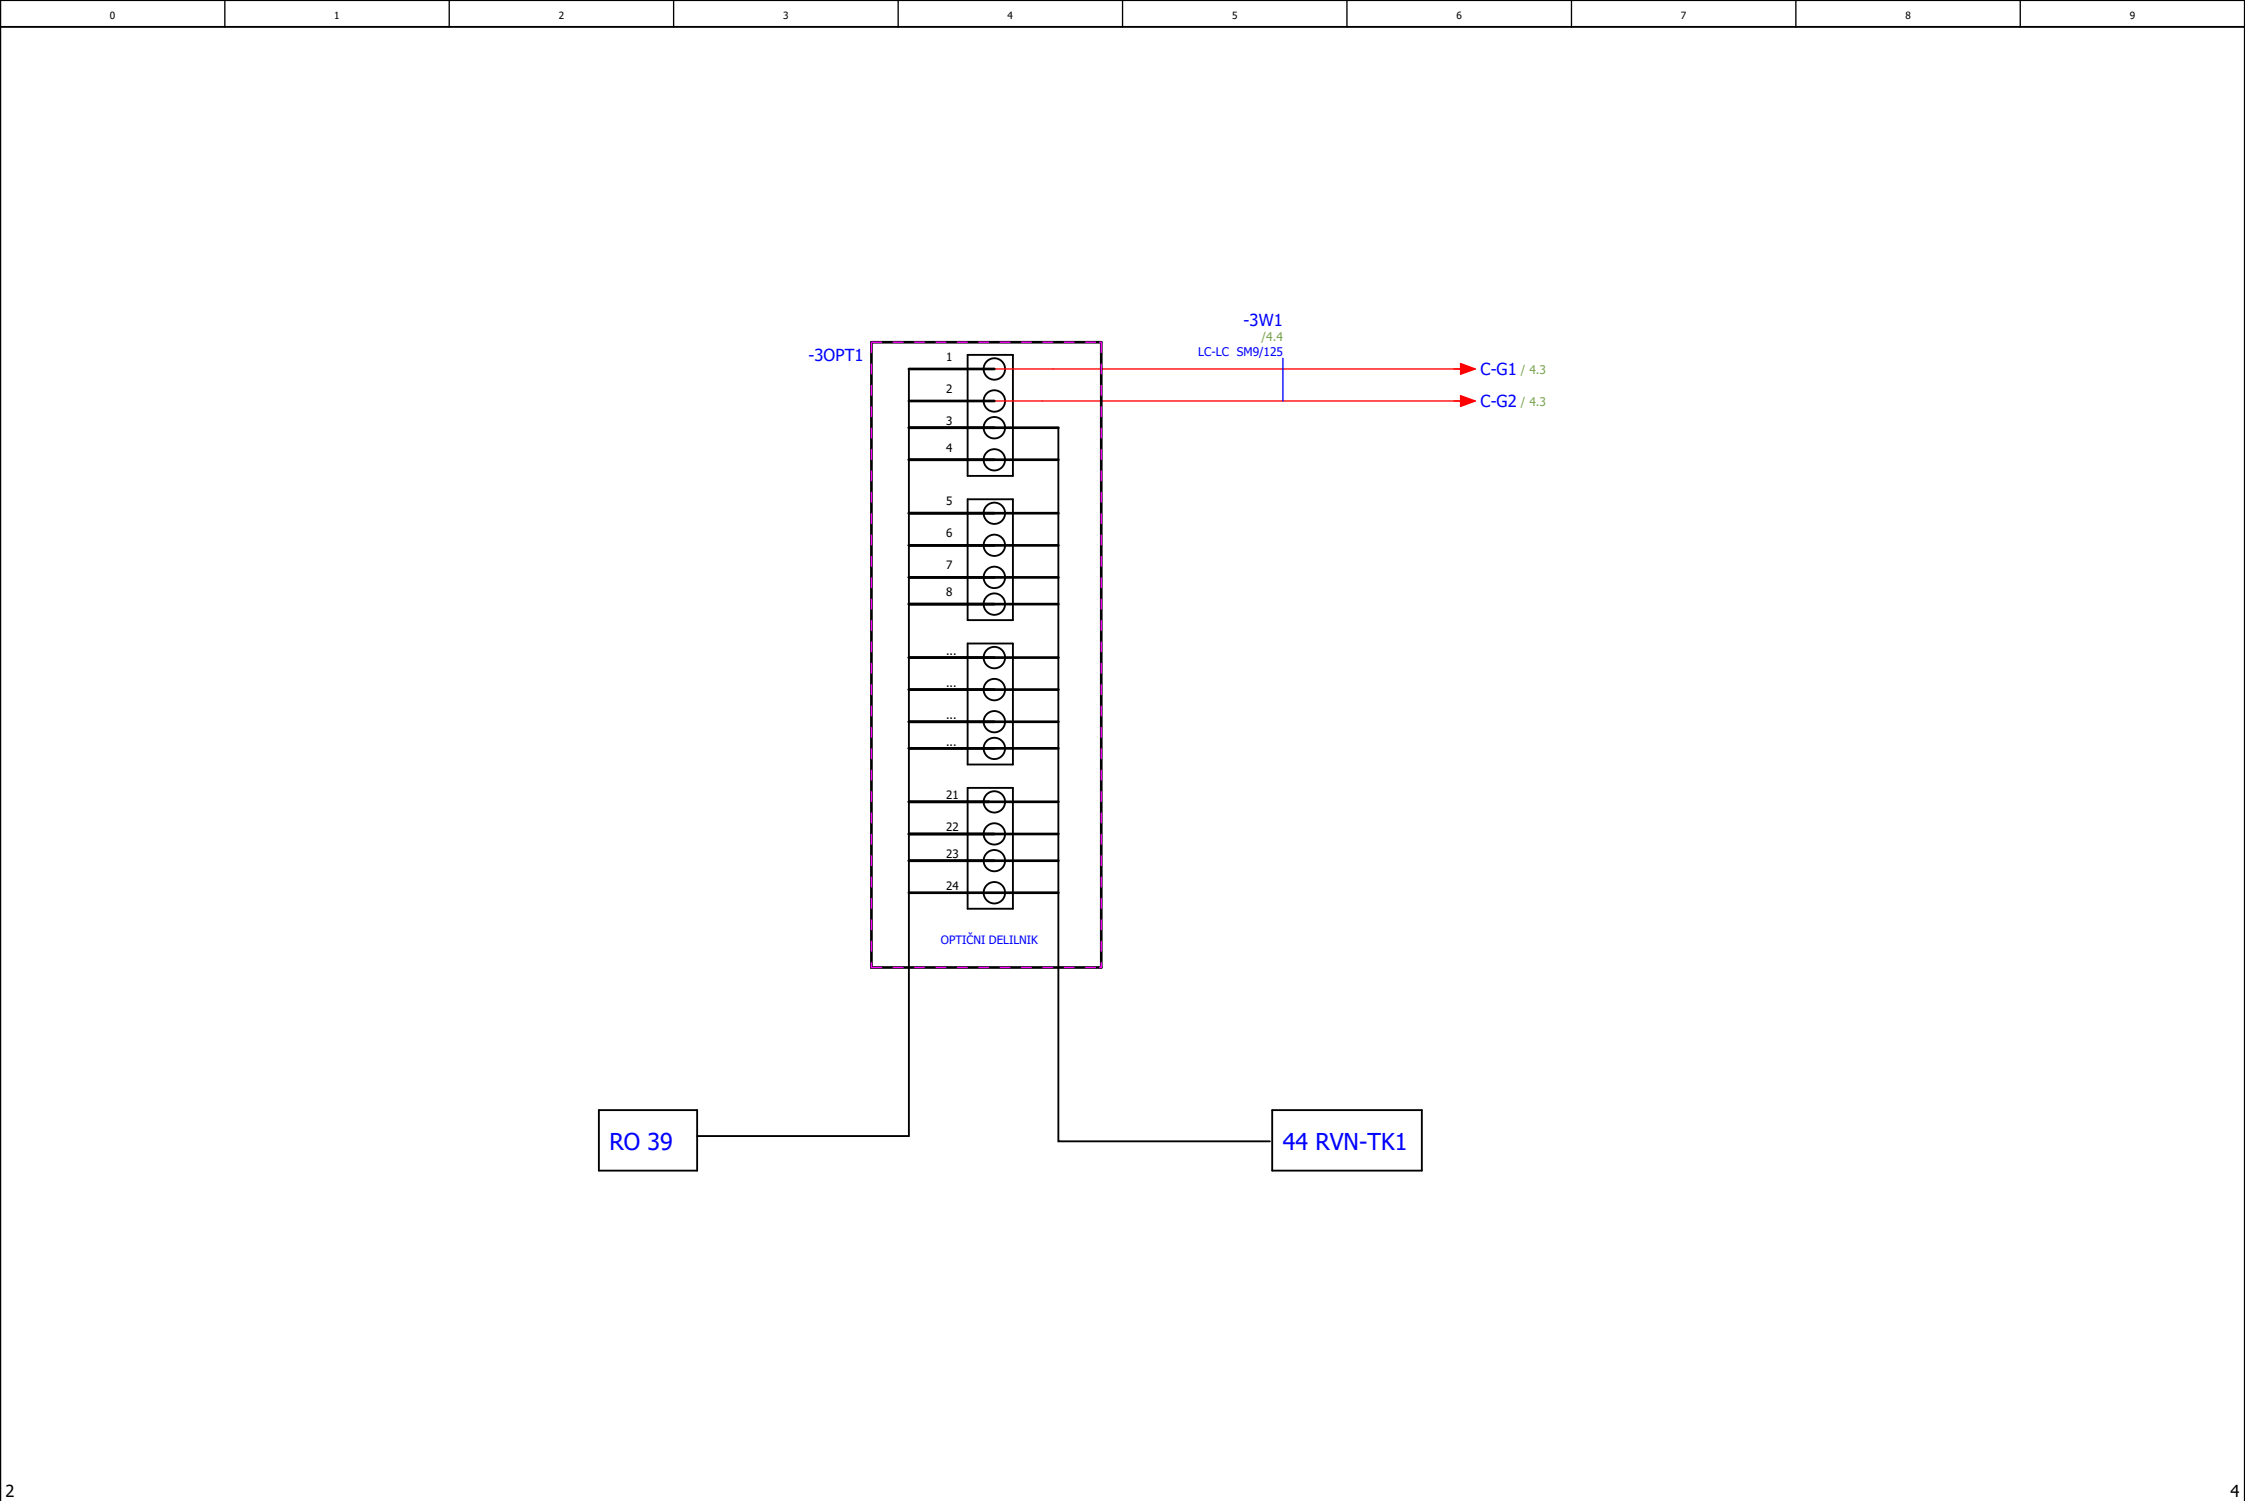 0 1 2 3 4 5 6 7 8 9
-3W1
/4.4
LC-LC SM9/125
-3OPT1
1
C-G1 / 4.3
2
C-G2 / 4.3
3
4
5
6
7
8
...
...
...
...
21
22
23
24
OPTIČNI DELILNIK
RO 39
44 RVN-TK1
2
4